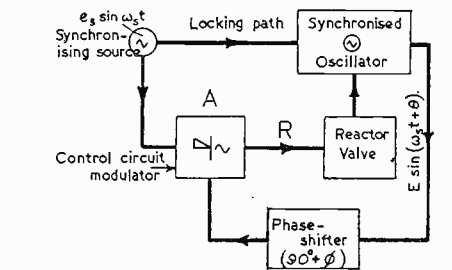 e_s sin ω_s t
Synchron-
ising source
Locking path
Synchronised
Oscillator
A
R
Control circuit
modulator
Reactor
Valve
E sin(ω_s t+θ).
Phase-
shifter
(90°+ϕ)